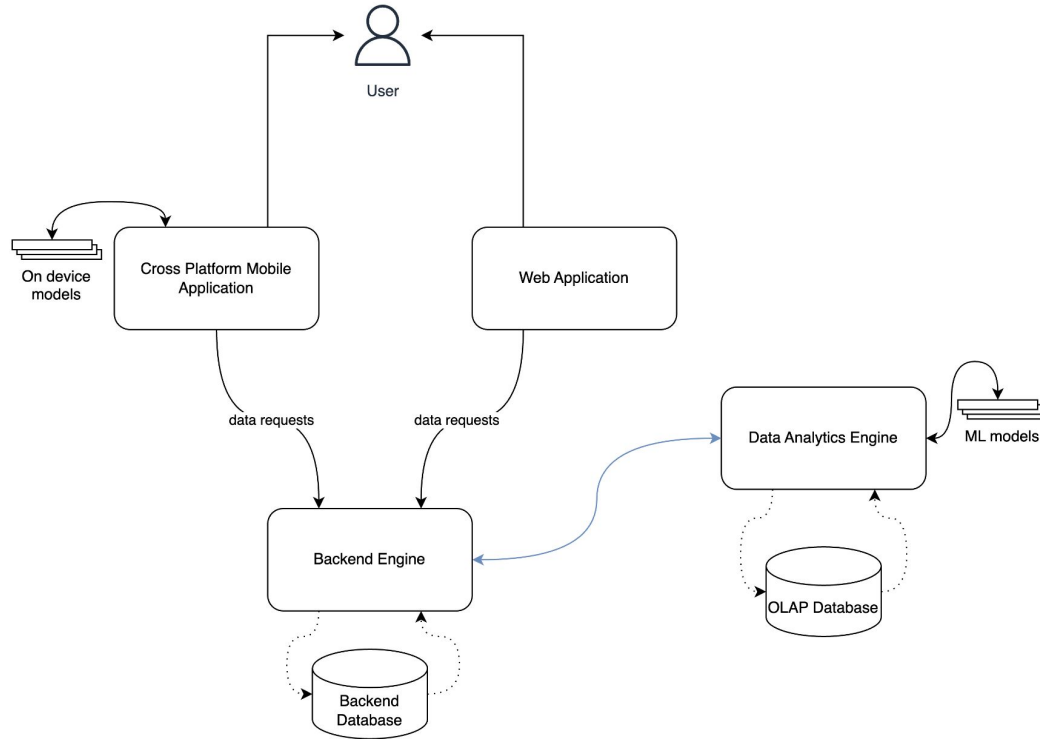 User
Cross Platform Mobile
Application
Web Application
On device
models
data requests
data requests
Data Analytics Engine
ML models
Backend Engine
OLAP Database
Backend
Database